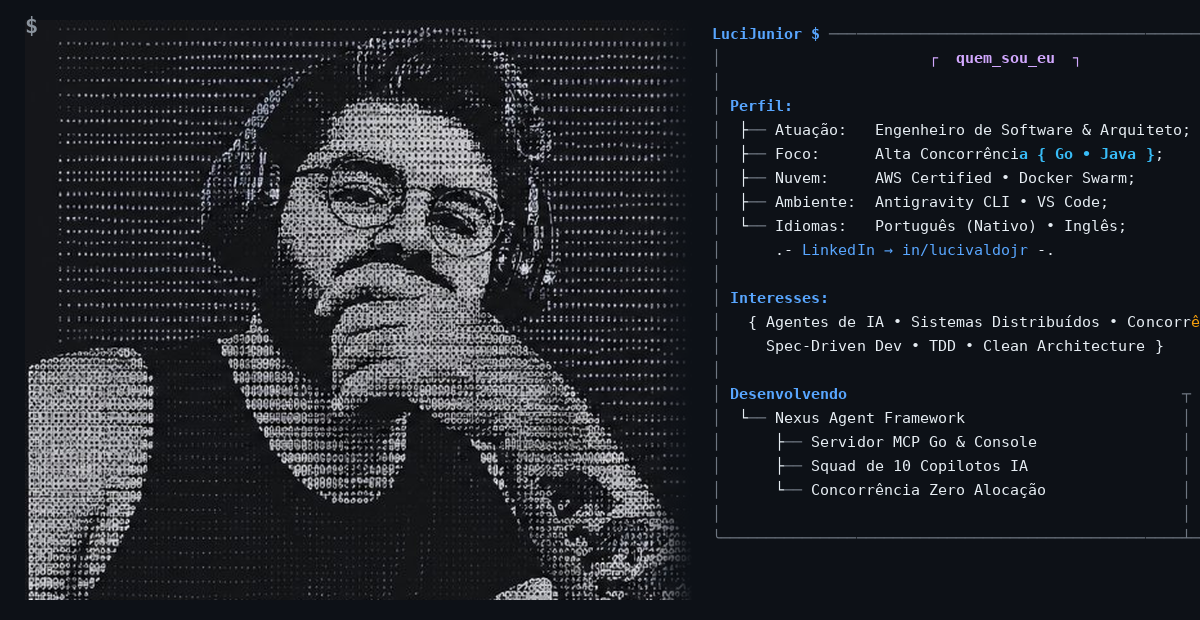 $
LuciJunior $
quem_sou_eu
Perfil:
Atuação: Engenheiro de Software & Arquiteto;
Foco: Alta Concorrência { Go • Java };
Nuvem: AWS Certified • Docker Swarm;
Ambiente: Antigravity CLI • VS Code;
Idiomas: Português (Nativo) • Inglês;
.- LinkedIn → in/lucivaldojr -.
Interesses:
{ Agentes de IA • Sistemas Distribuídos • Concorrê
Spec-Driven Dev • TDD • Clean Architecture }
Desenvolvendo
Nexus Agent Framework
Servidor MCP Go & Console
Squad de 10 Copilotos IA
Concorrência Zero Alocação